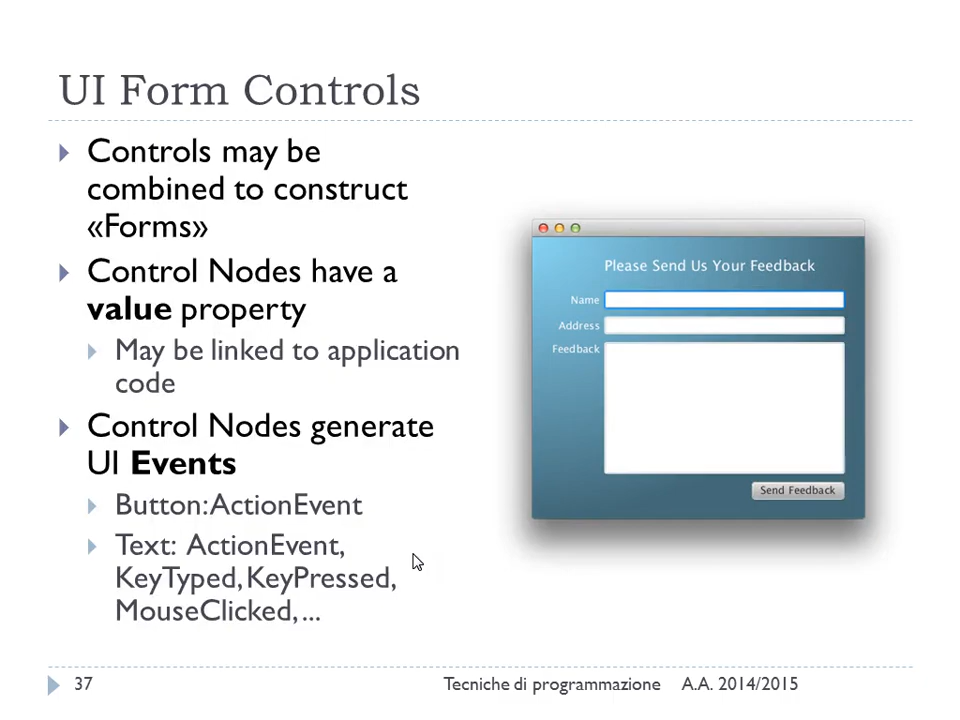 UI Form Controls
Controls may be
combined to construct
«Forms»
Control Nodes have a
value property
May be linked to application
code
Control Nodes generate
UI Events
Button: ActionEvent
Text: ActionEvent,
KeyTyped, KeyPressed,
MouseClicked, ...
Please Send Us Your Feedback
Name
Address
Feedback
Send Feedback
37
Tecniche di programmazione A.A. 2014/2015